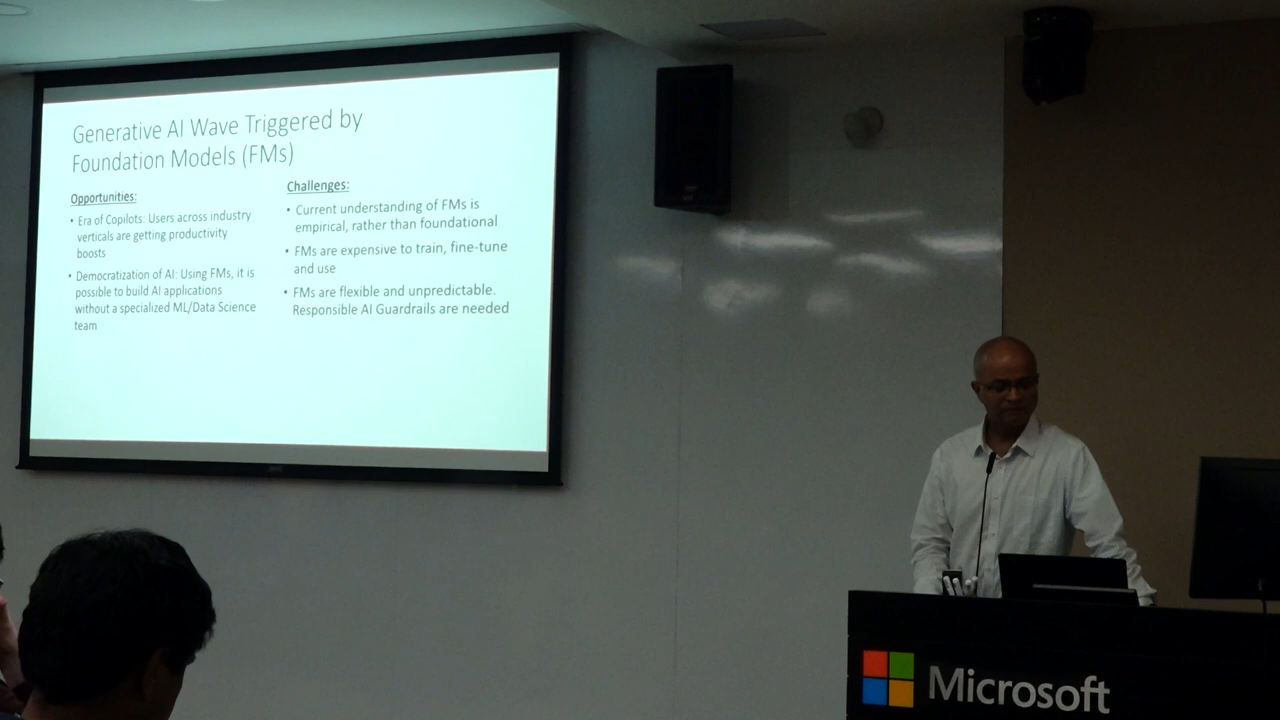 Generative AI Wave Triggered by
Foundation Models (FMs)
Opportunities:
• Era of Copilots: Users across industry
verticals are getting productivity
boosts
• Democratization of AI: Using FMs, it is
possible to build AI applications
without a specialized ML/Data Science
team
Challenges:
• Current understanding of FMs is
empirical, rather than foundational
• FMs are expensive to train, fine-tune
and use
• FMs are flexible and unpredictable.
Responsible AI Guardrails are needed
Microsoft